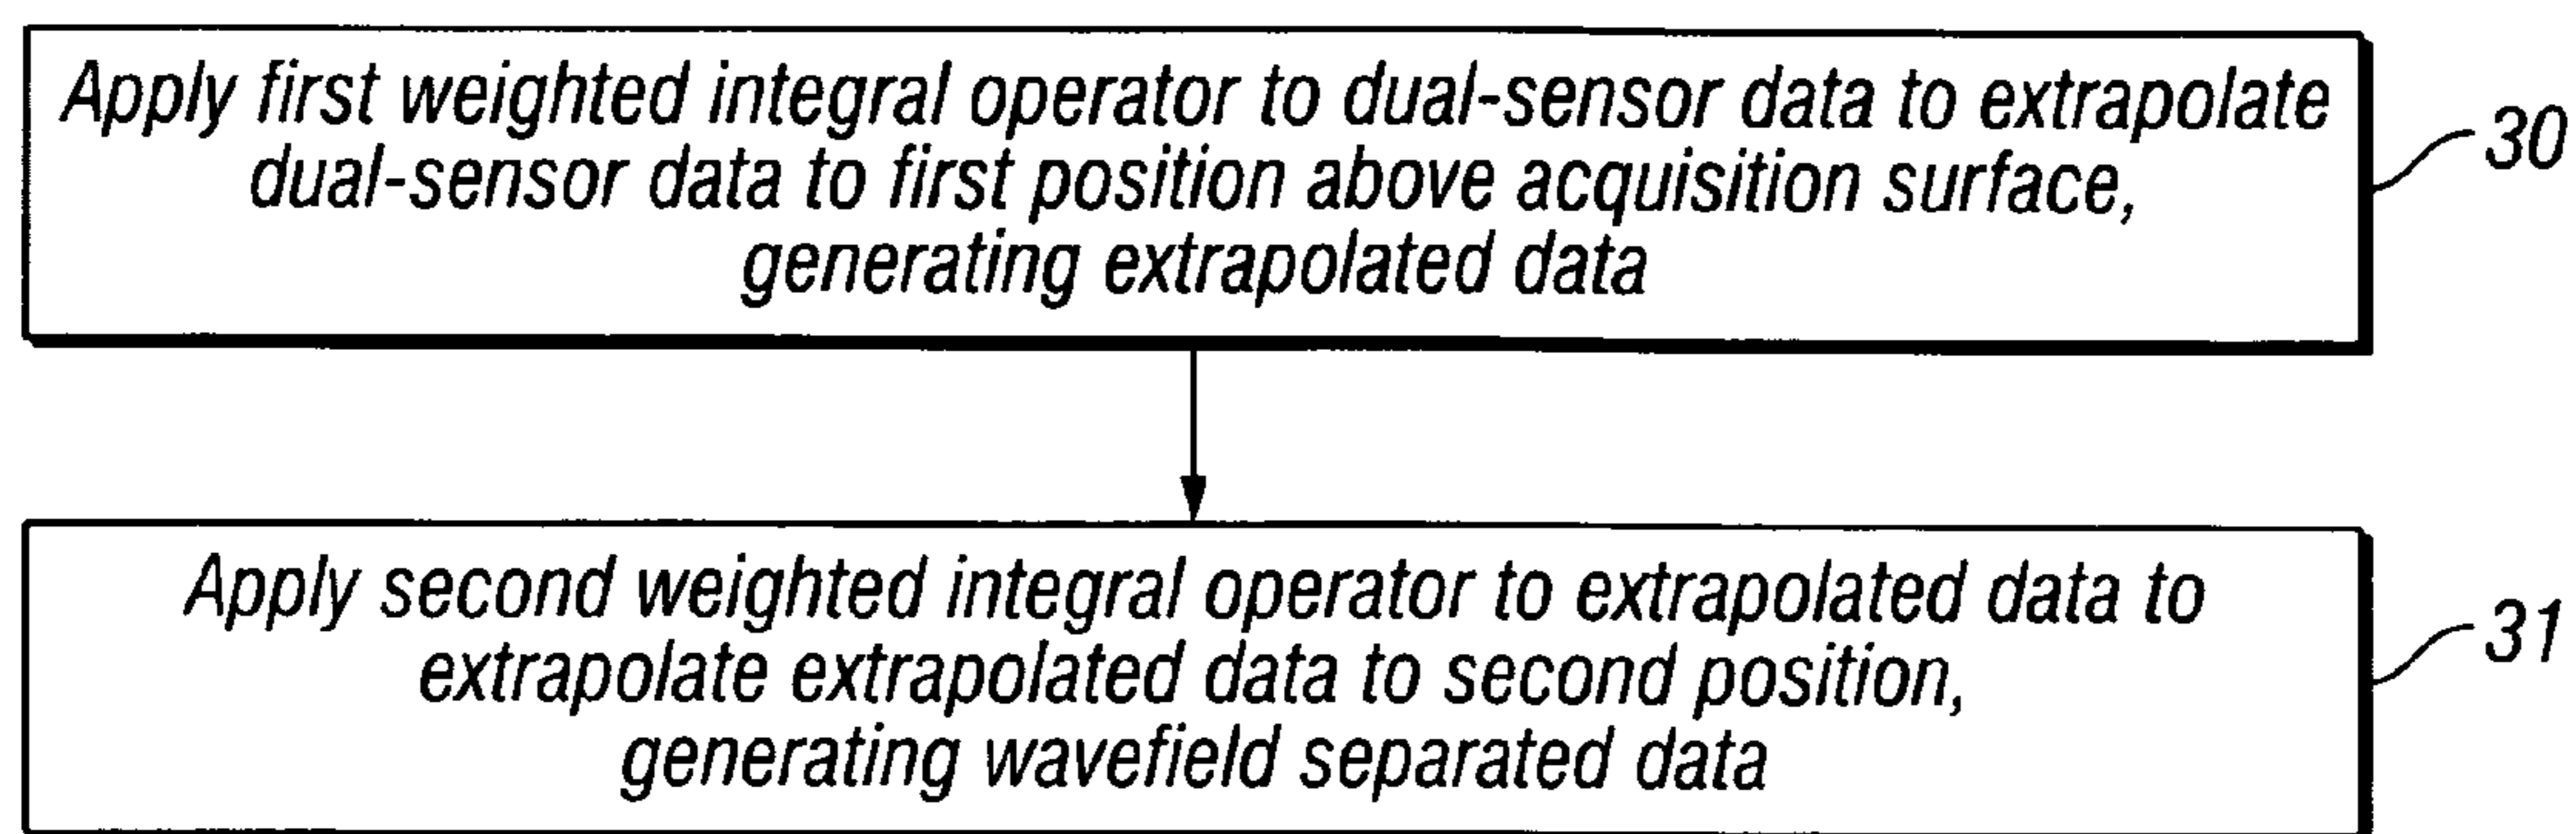 Apply first weighted integral operator to dual-sensor data to extrapolate
dual-sensor data to first position above acquisition surface,
generating extrapolated data
30
Apply second weighted integral operator to extrapolated data to
extrapolate extrapolated data to second position,
generating wavefield separated data
31